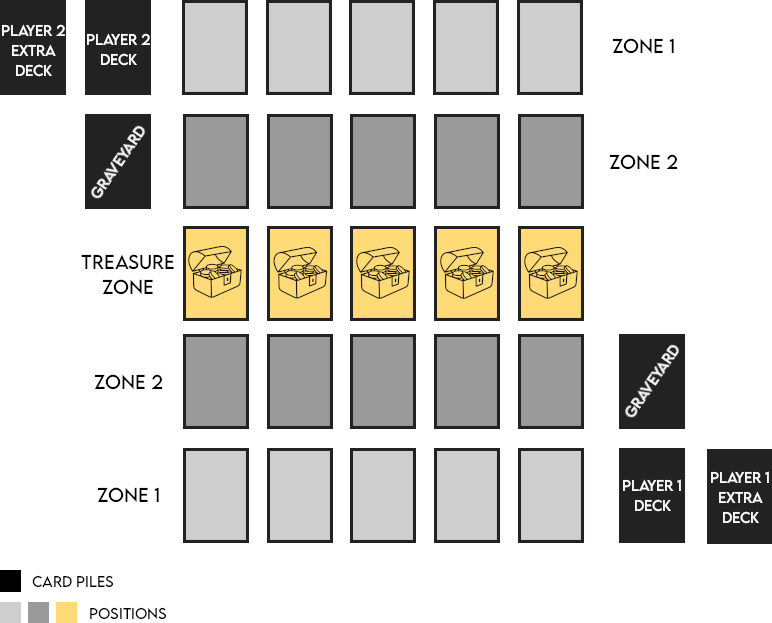 PLAYER 2
EXTRA
DECK
PLAYER 2
DECK
ZONE 1
GRAVEYARD
ZONE 2
TREASURE
ZONE
ZONE 2
GRAVEYARD
ZONE 1
PLAYER 1
DECK
PLAYER 1
EXTRA
DECK
CARD PILES
POSITIONS